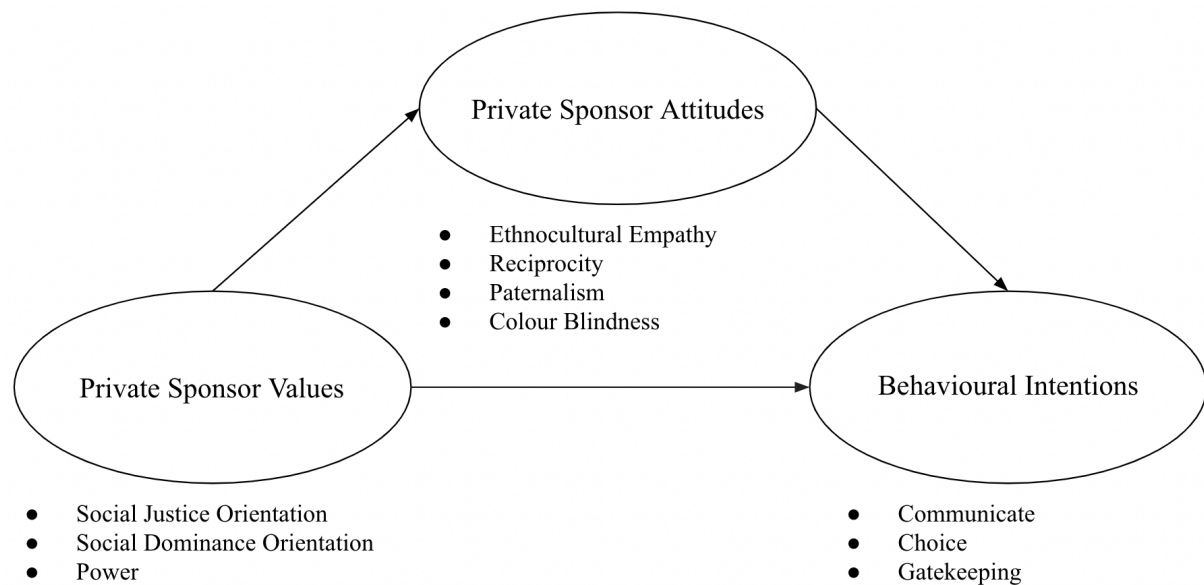 Private Sponsor Attitudes
● Ethnocultural Empathy
● Reciprocity
● Paternalism
● Colour Blindness
Private Sponsor Values
Behavioural Intentions
● Social Justice Orientation
● Social Dominance Orientation
● Power
● Communicate
● Choice
● Gatekeeping